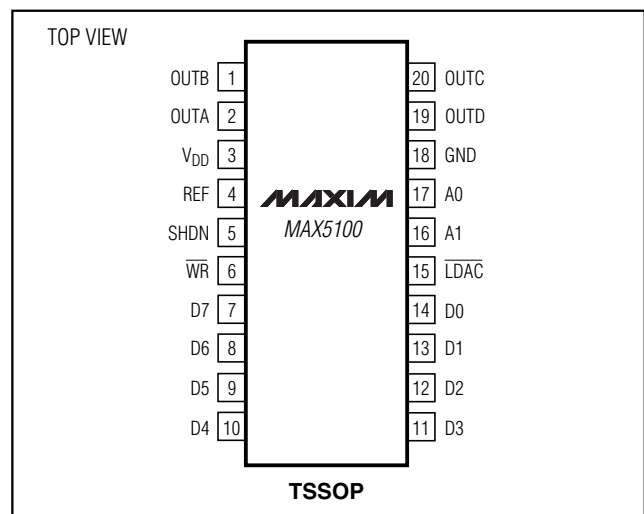 TOP VIEW
OUTB 1
OUTA 2
VDD 3
REF 4
SHDN 5
WR 6
D7 7
D6 8
D5 9
D4 10
MAXIM
MAX5100
20 OUTC
19 OUTD
18 GND
17 A0
16 A1
15 LDAC
14 D0
13 D1
12 D2
11 D3
TSSOP